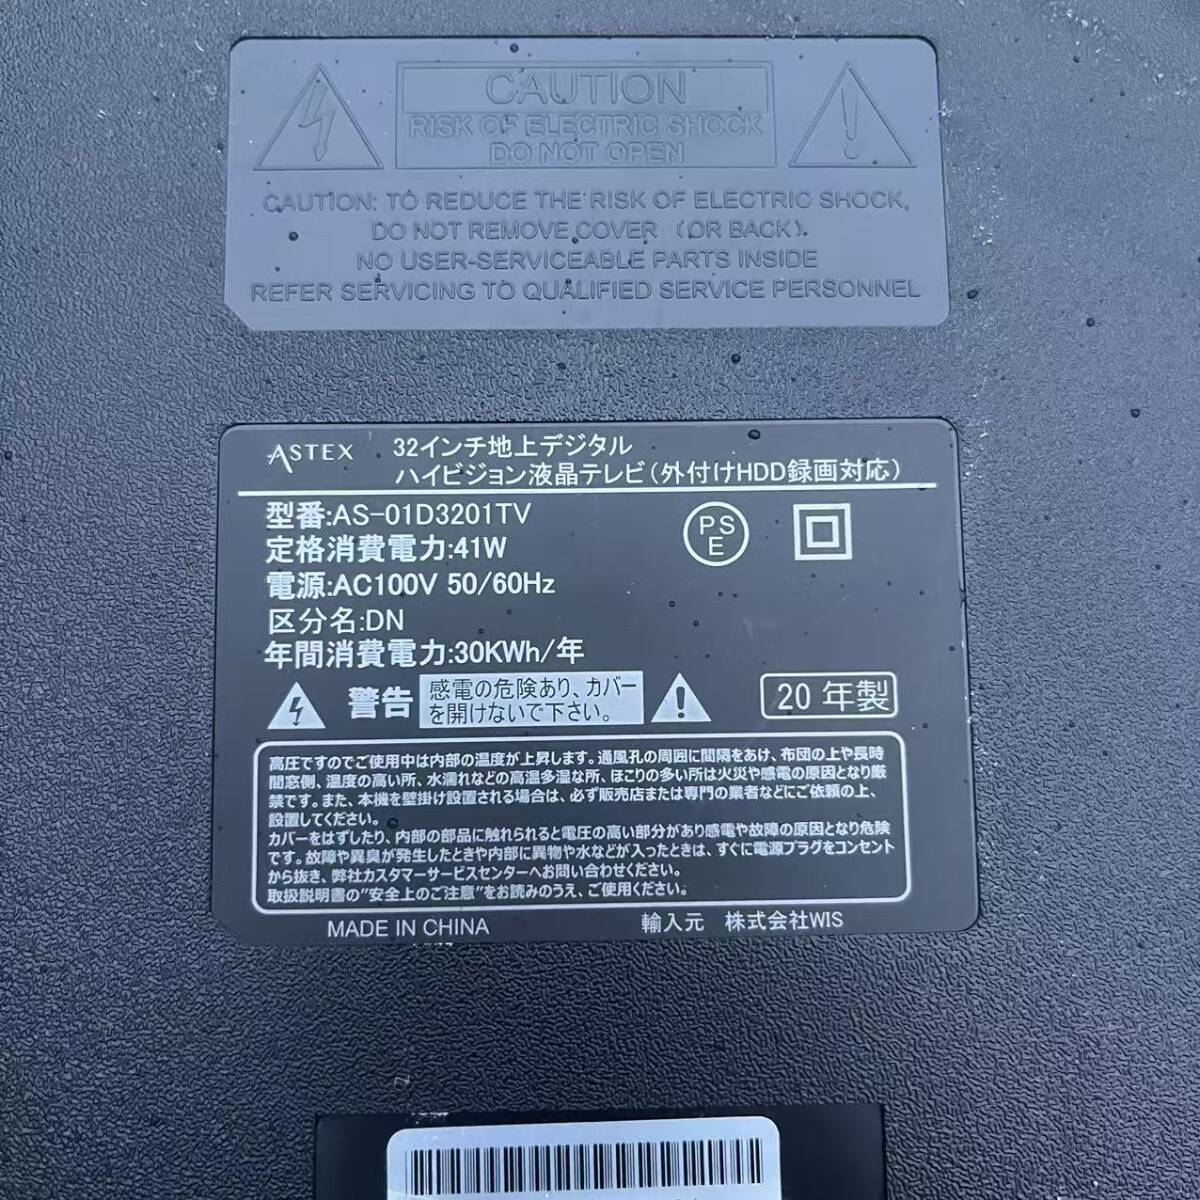 CAUTION
RISK OF ELECTRIC SHOCK
DO NOT OPEN
CAUTION: TO REDUCE THE RISK OF ELECTRIC SHOCK,
DO NOT REMOVE COVER (OR BACK).
NO USER-SERVICEABLE PARTS INSIDE
REFER SERVICING TO QUALIFIED SERVICE PERSONNEL
ASTEX 32インチ地上デジタル
ハイビジョン液晶テレビ(外付けHDD録画対応)
型番:AS-01D3201TV
定格消費電力:41W
電源:AC100V 50/60Hz
区分名:DN
年間消費電力:30KWh/年
PS
E
警告 感電の危険あり、カバー
を開けないで下さい。
20 年製
高圧ですのでご使用中は内部の温度が上昇します。通風孔の周囲に間隔をあけ、布団の上や長時
間窓側、温度の高い所、水濡れなどの高温多湿な所、ほこりの多い所は火災や感電の原因となり厳
禁です。また、本機を壁掛け設置される場合は、必ず販売店または専門の業者などにご依頼の上、
設置してください。
カバーをはずしたり、内部の部品に触れられると電圧の高い部分があり感電や故障の原因となり危険
です。故障や異臭が発生したときや内部に異物や水などが入ったときは、すぐに電源プラグをコンセント
から抜き、弊社カスタマーサービスセンターへお問い合わせください。
取扱説明書の"安全上のご注意"をお読みのうえ、ご使用ください。
MADE IN CHINA 輸入元 株式会社WIS